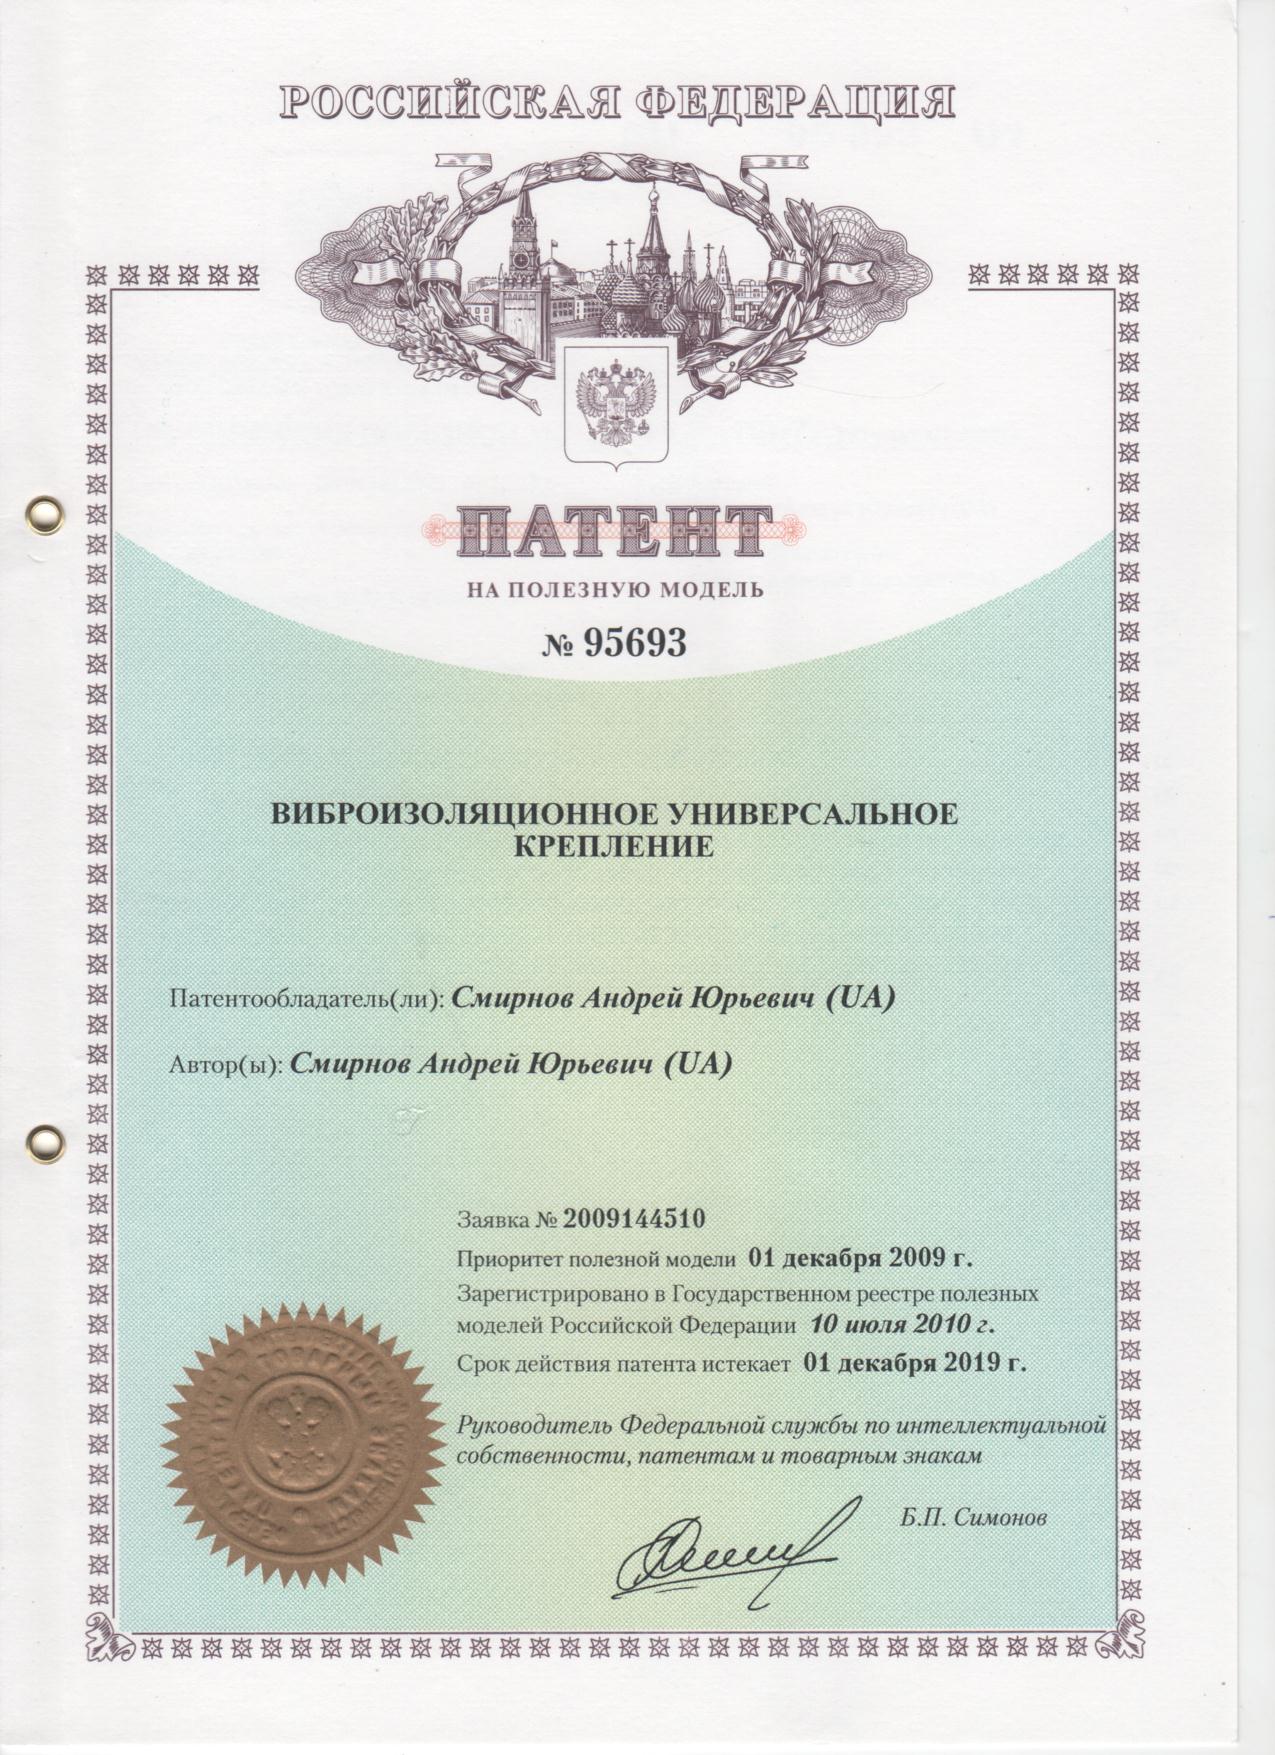 РОССИЙСКАЯ ФЕДЕРАЦИЯ
ПАТЕНТ
НА ПОЛЕЗНУЮ МОДЕЛЬ
№ 95693
ВИБРОИЗОЛЯЦИОННОЕ УНИВЕРСАЛЬНОЕ
КРЕПЛЕНИЕ
Патентообладатель(ли): Смирнов Андрей Юрьевич (UA)
Автор(ы): Смирнов Андрей Юрьевич (UA)
Заявка № 2009144510
Приоритет полезной модели 01 декабря 2009 г.
Зарегистрировано в Государственном реестре полезных
моделей Российской Федерации 10 июля 2010 г.
Срок действия патента истекает 01 декабря 2019 г.
Руководитель Федеральной службы по интеллектуальной
собственности, патентам и товарным знакам
Б.П. Симонов